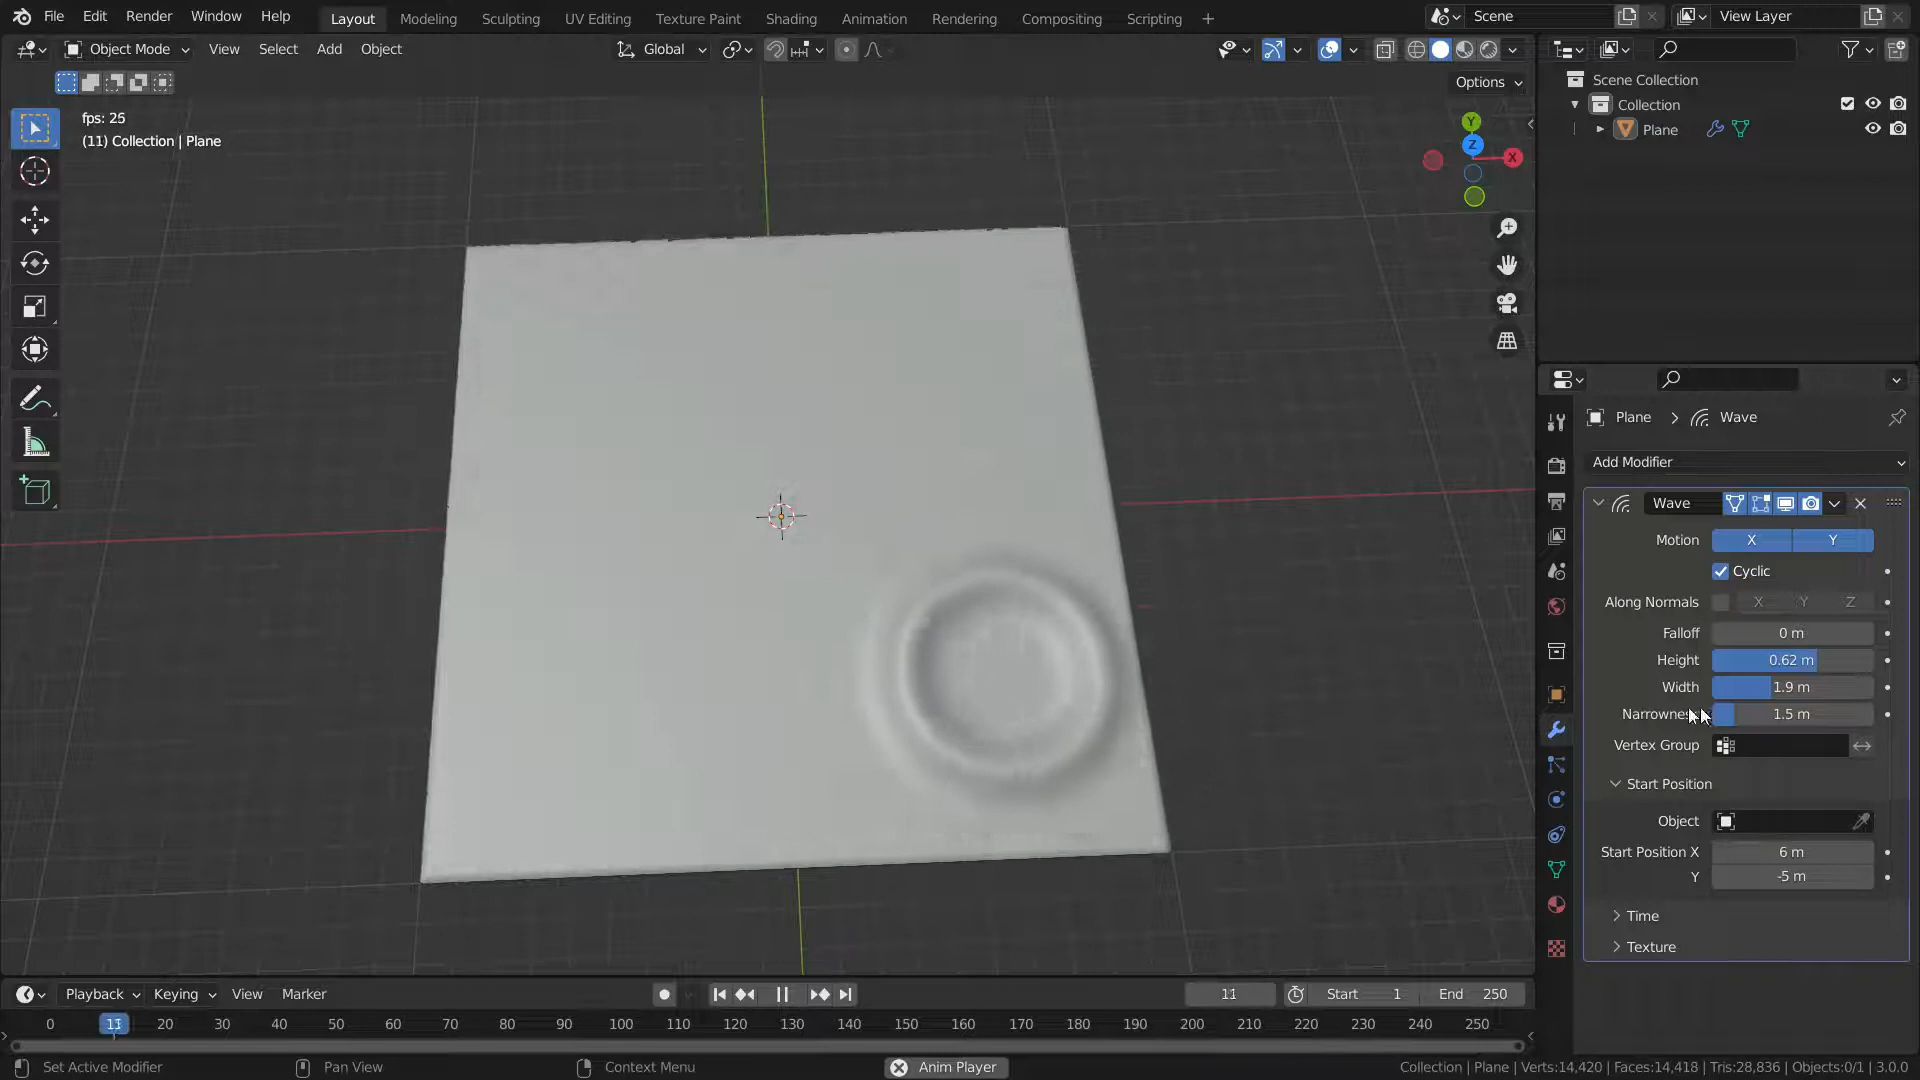 File Edit Render Window Help Layout Modeling Sculpting UV Editing Texture Paint Shading Animation Rendering Compositing Scripting + Scene View Layer
Object Mode View Select Add Object Global
Options
fps: 25
(11) Collection | Plane
Y
Z
X
Scene Collection
Collection
Plane
Plane > Wave
Add Modifier
Wave
Motion X Y
Cyclic
Along Normals X Y Z
Falloff 0 m
Height 0.62 m
Width 1.9 m
Narrowness 1.5 m
Vertex Group
Start Position
Object
Start Position X 6 m
Y -5 m
Time
Texture
Playback Keying View Marker 11 Start 1 End 250
0 11 20 30 40 50 60 70 80 90 100 110 120 130 140 150 160 170 180 190 200 210 220 230 240 250
Set Active Modifier Pan View Context Menu Anim Player Collection | Plane | Verts:14,420 | Faces:14,418 | Tris:28,836 | Objects:0/1 | 3.0.0